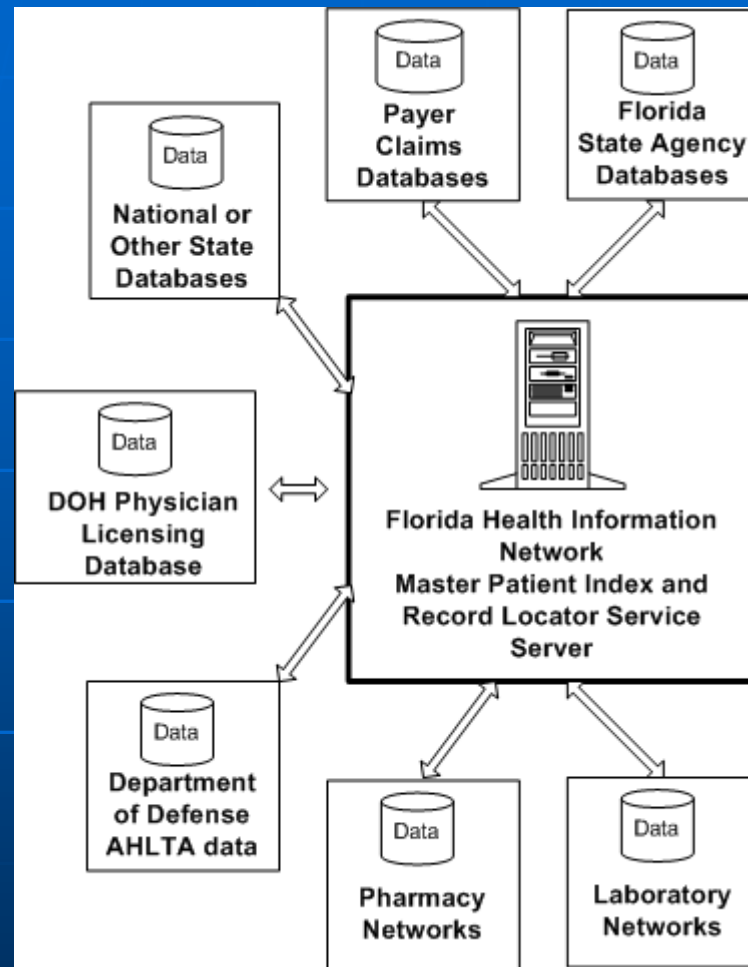 Data
Payer
Claims
Databases
Data
Florida
State Agency
Databases
Data
National or
Other State
Databases
Data
DOH Physician
Licensing
Database
Florida Health Information
Network
Master Patient Index and
Record Locator Service
Server
Data
Department
of Defense
AHLTA data
Data
Pharmacy
Networks
Data
Laboratory
Networks